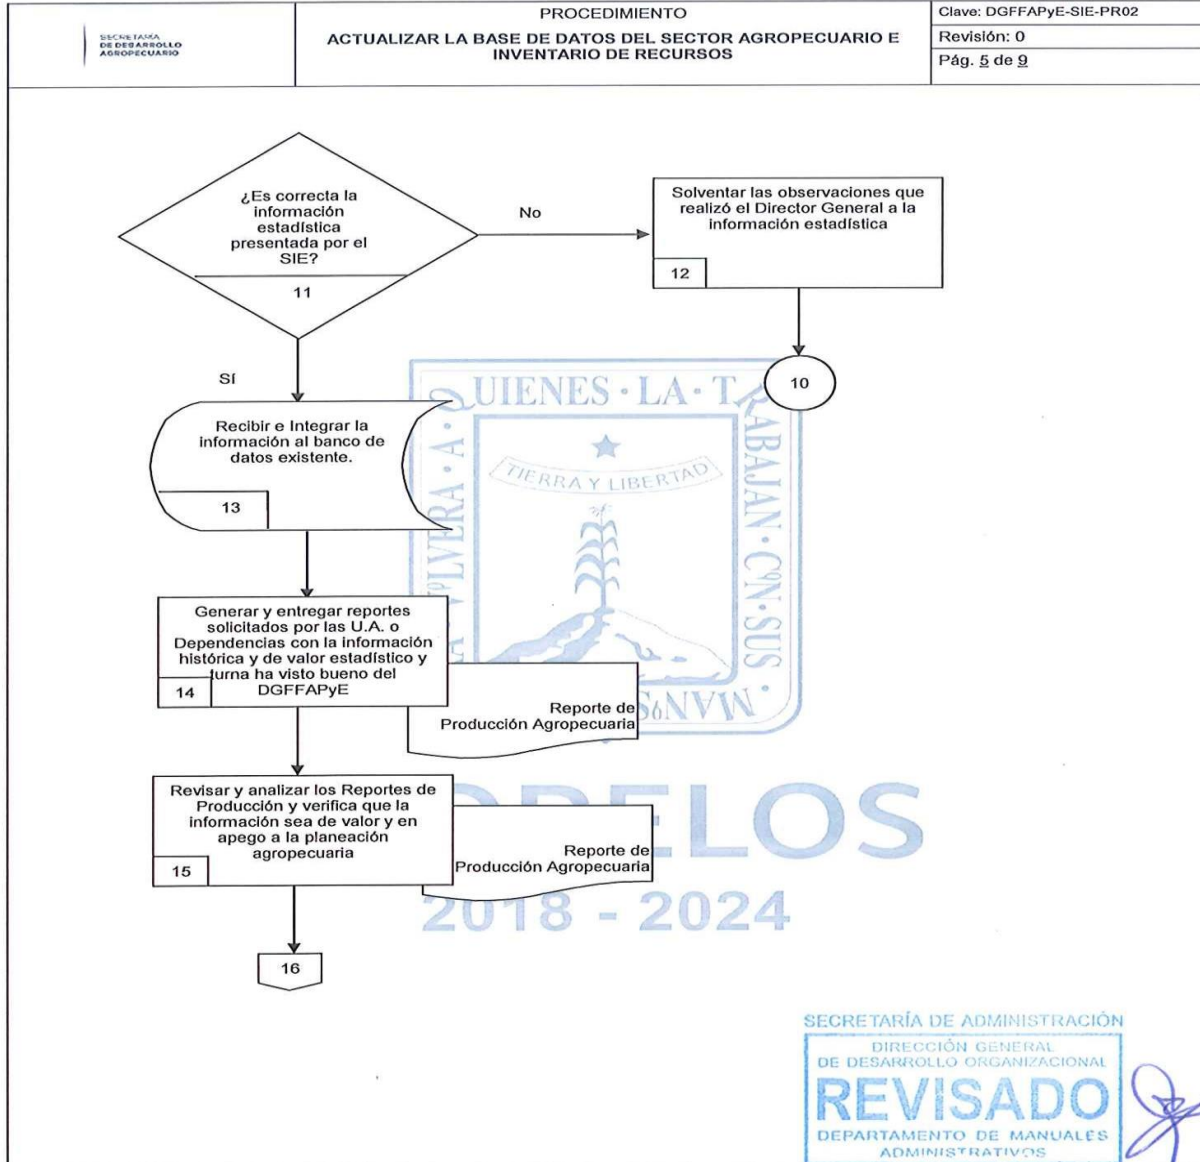 SECRETARÍA
DE DESARROLLO
AGROPECUARIO
PROCEDIMIENTO
ACTUALIZAR LA BASE DE DATOS DEL SECTOR AGROPECUARIO E
INVENTARIO DE RECURSOS
Clave: DGFFAPyE-SIE-PR02
Revisión: 0
Pág. 5 de 9
¿Es correcta la
información
estadística
presentada por el
SIE?
11
No
Solventar las observaciones que
realizó el Director General a la
información estadística
12
10
Sí
Recibir e Integrar la
información al banco de
datos existente.
13
QUIENES · LA · TRABAJAN · CON · SUS
TIERRA Y LIBERTAD
Generar y entregar reportes
solicitados por las U.A. o
Dependencias con la información
histórica y de valor estadístico y
turna ha visto bueno del
DGFFAPyE
14
Reporte de
Producción Agropecuaria
Revisar y analizar los Reportes de
Producción y verifica que la
información sea de valor y en
apego a la planeación
agropecuaria
15
Reporte de
Producción Agropecuaria
2018 - 2024
16
SECRETARÍA DE ADMINISTRACIÓN
DIRECCIÓN GENERAL
DE DESARROLLO ORGANIZACIONAL
REVISADO
DEPARTAMENTO DE MANUALES
ADMINISTRATIVOS